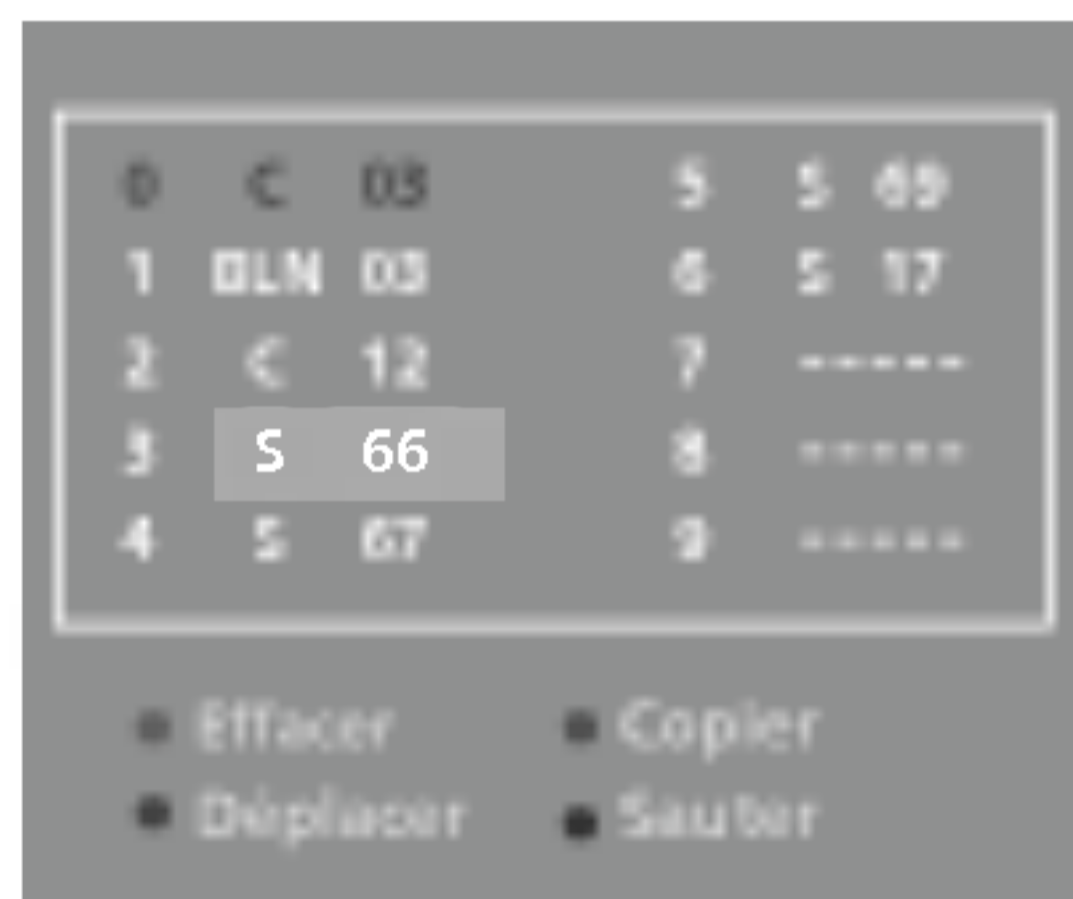 0 C 03 5 S 69
1 BLN 03 6 S 17
2 C 12 7 -----
3 S 66 8 -----
4 S 67 9 -----
Effacer Copier
Déplacer Sauter